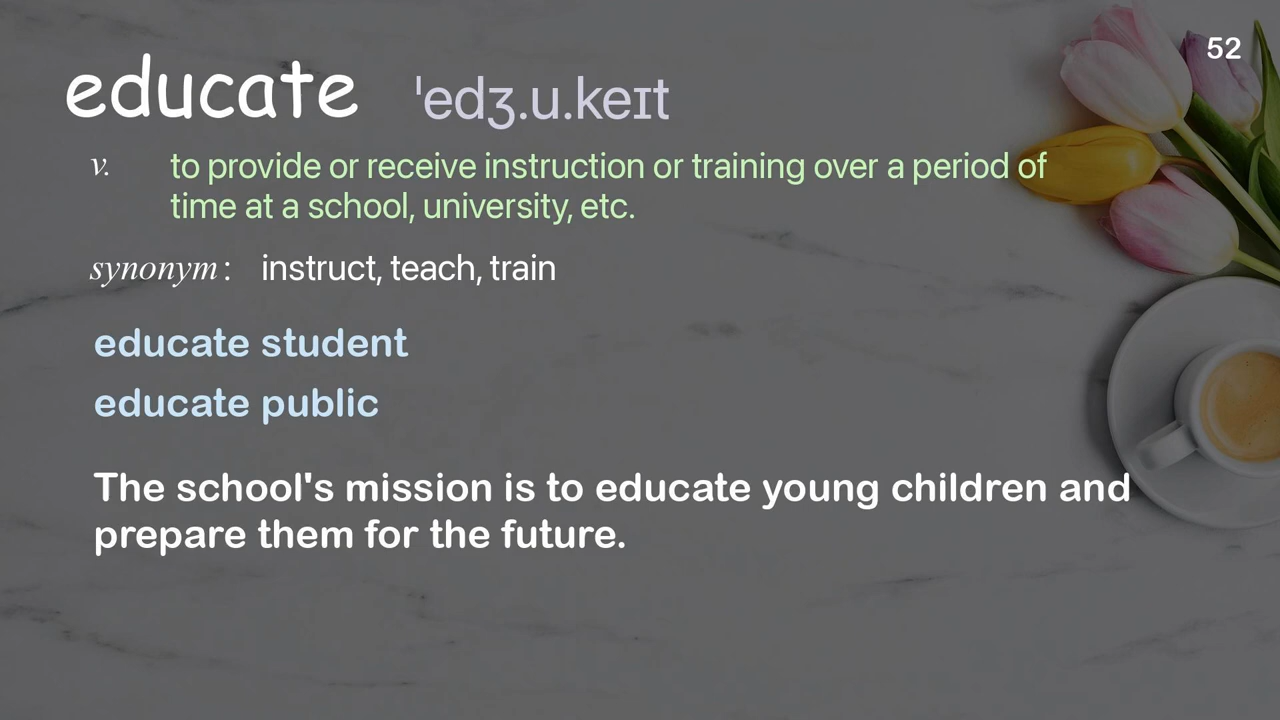 52
educate ˈedʒ.u.keɪt
v. to provide or receive instruction or training over a period of
time at a school, university, etc.
synonym : instruct, teach, train
educate student
educate public
The school's mission is to educate young children and
prepare them for the future.